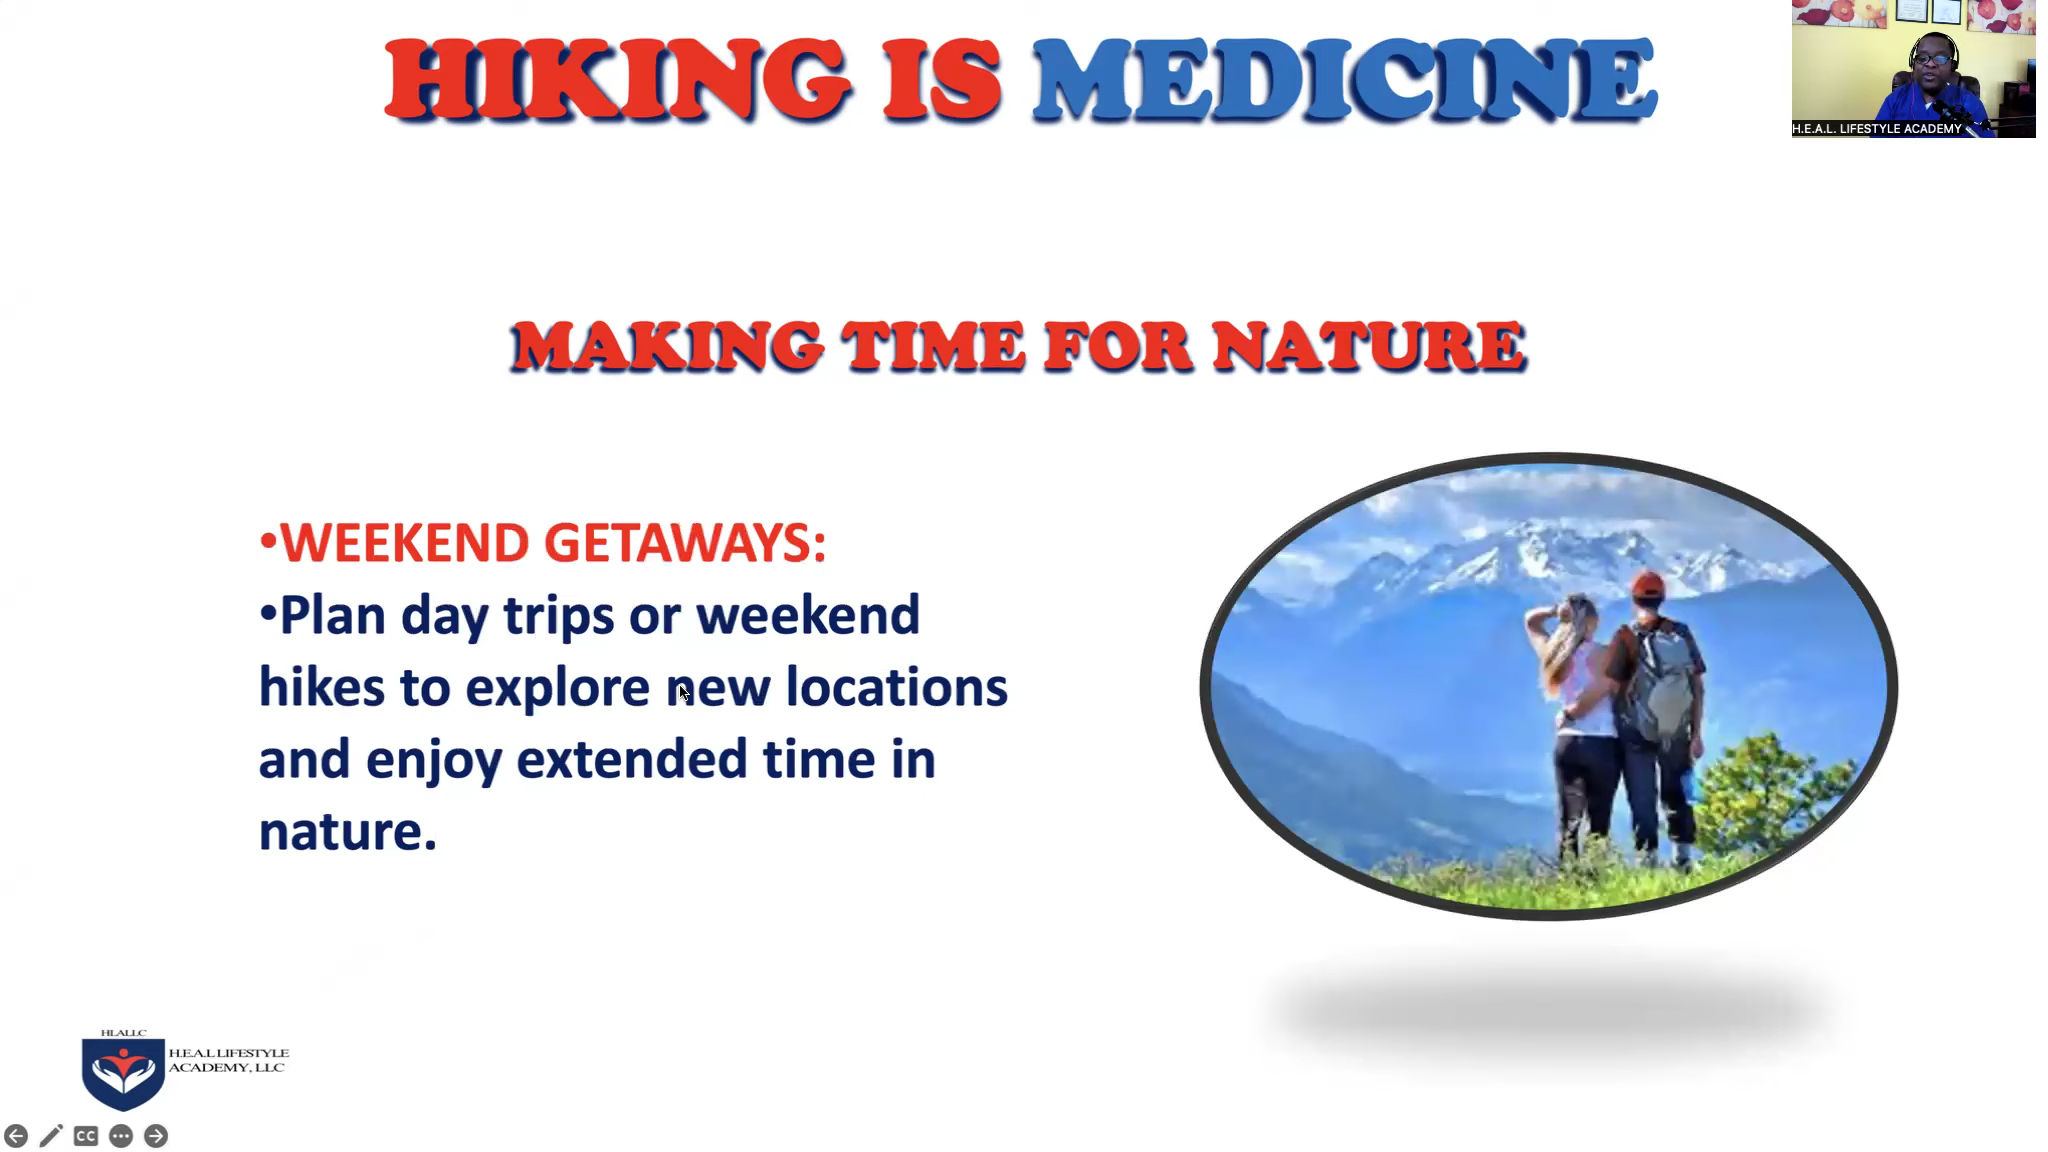 HIKING IS MEDICINE
H.E.A.L. LIFESTYLE ACADEMY
MAKING TIME FOR NATURE
•WEEKEND GETAWAYS:
•Plan day trips or weekend
hikes to explore new locations
and enjoy extended time in
nature.
HLALLC
H.E.A.L LIFESTYLE
ACADEMY, LLC
CC